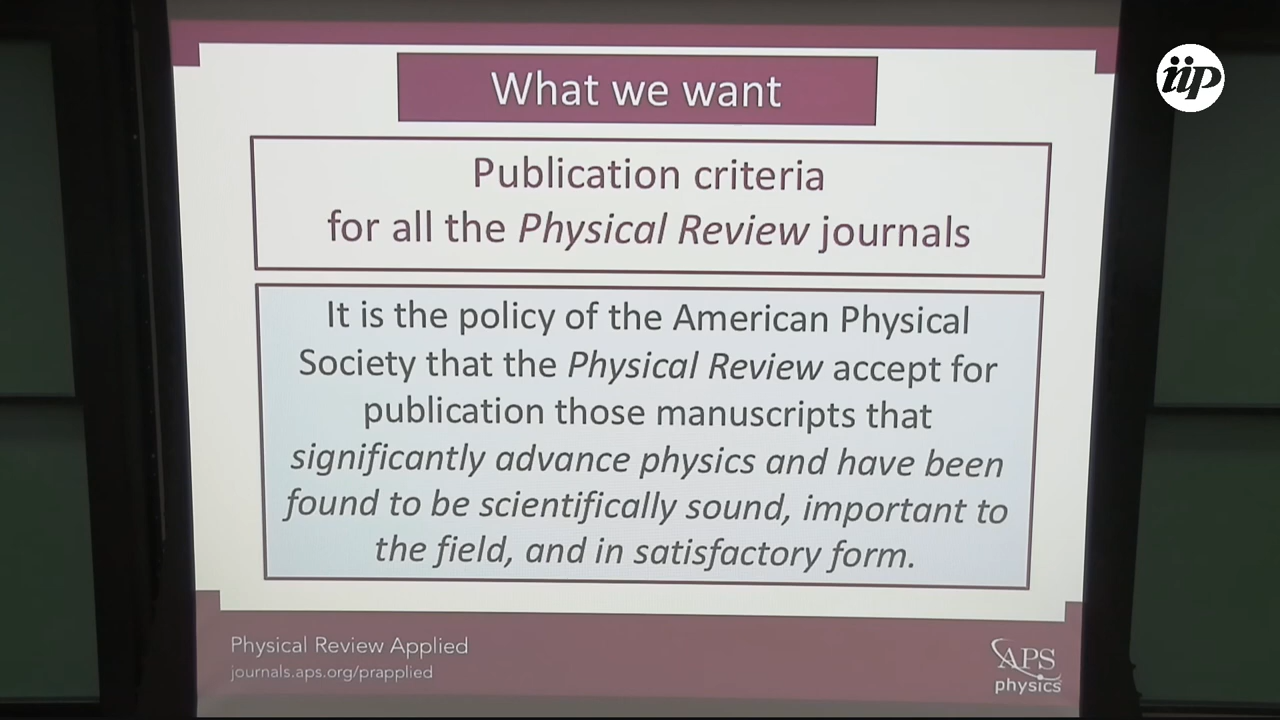 iip
What we want
Publication criteria
for all the Physical Review journals
It is the policy of the American Physical
Society that the Physical Review accept for
publication those manuscripts that
significantly advance physics and have been
found to be scientifically sound, important to
the field, and in satisfactory form.
Physical Review Applied
journals.aps.org/prapplied
APS
physics